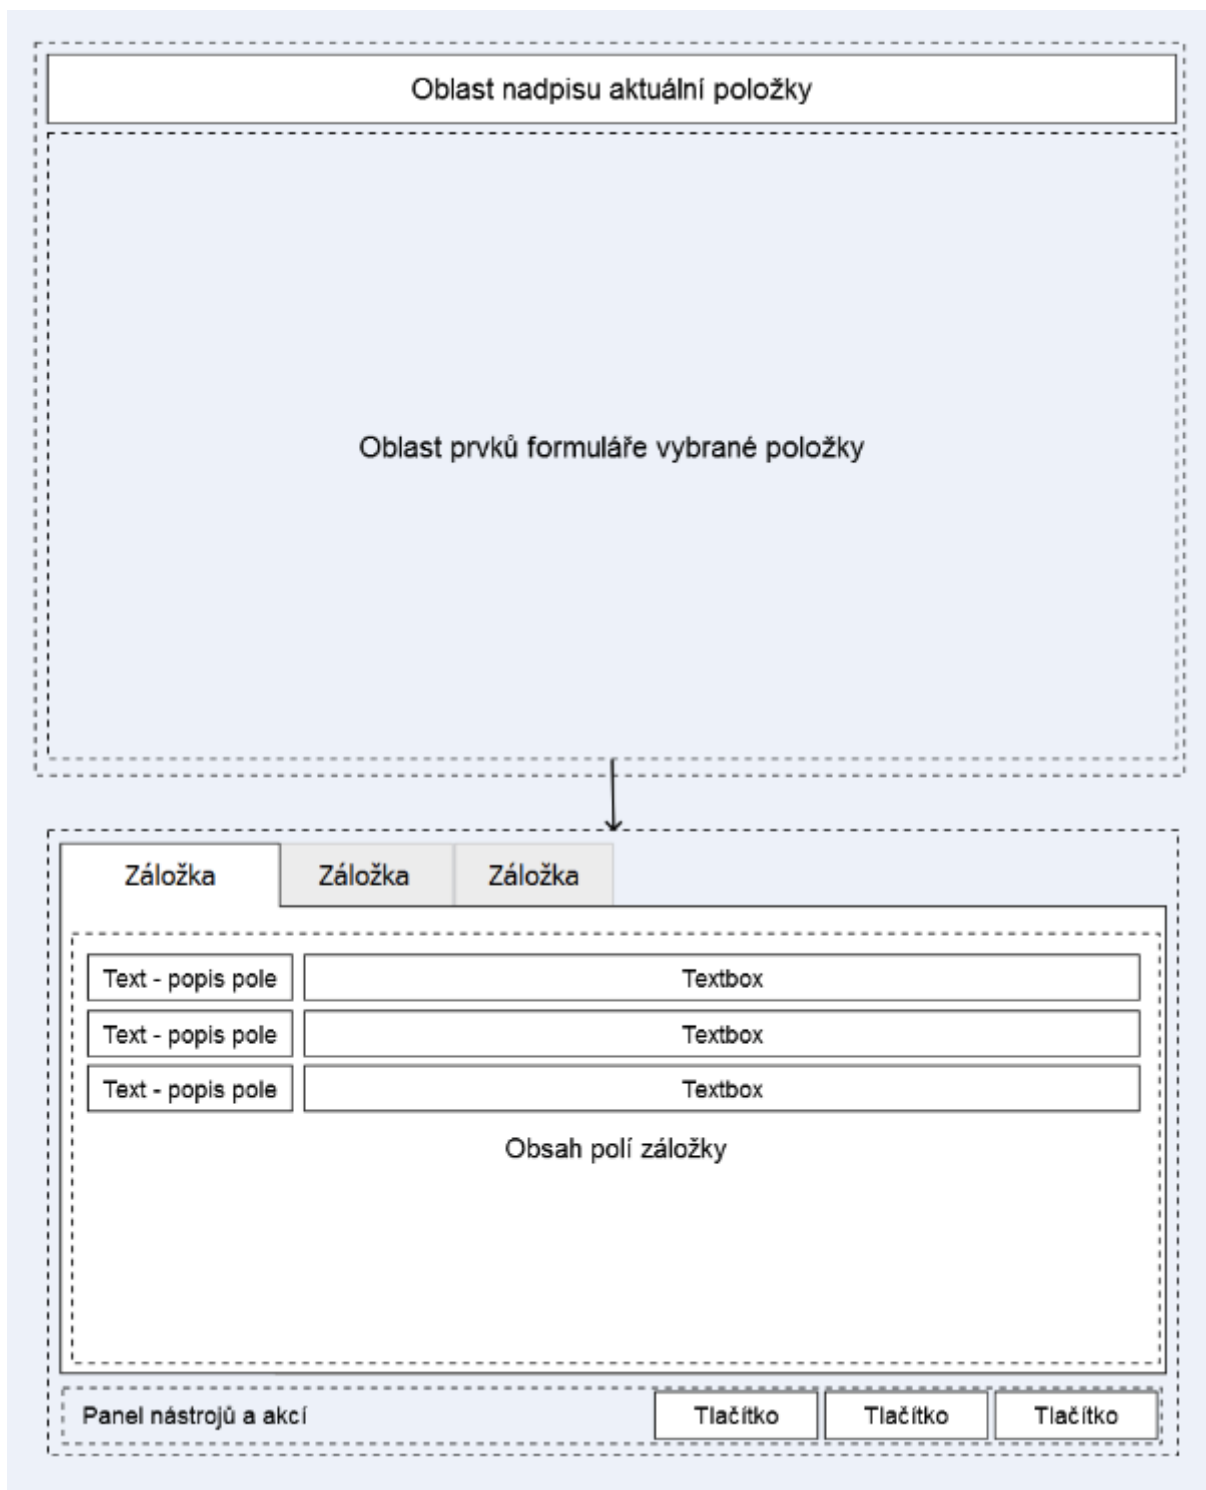 Oblast nadpisu aktuální položky
Oblast prvků formuláře vybrané položky
Záložka Záložka Záložka
Text - popis pole Textbox
Text - popis pole Textbox
Text - popis pole Textbox
Obsah polí záložky
Panel nástrojů a akcí Tlačítko Tlačítko Tlačítko